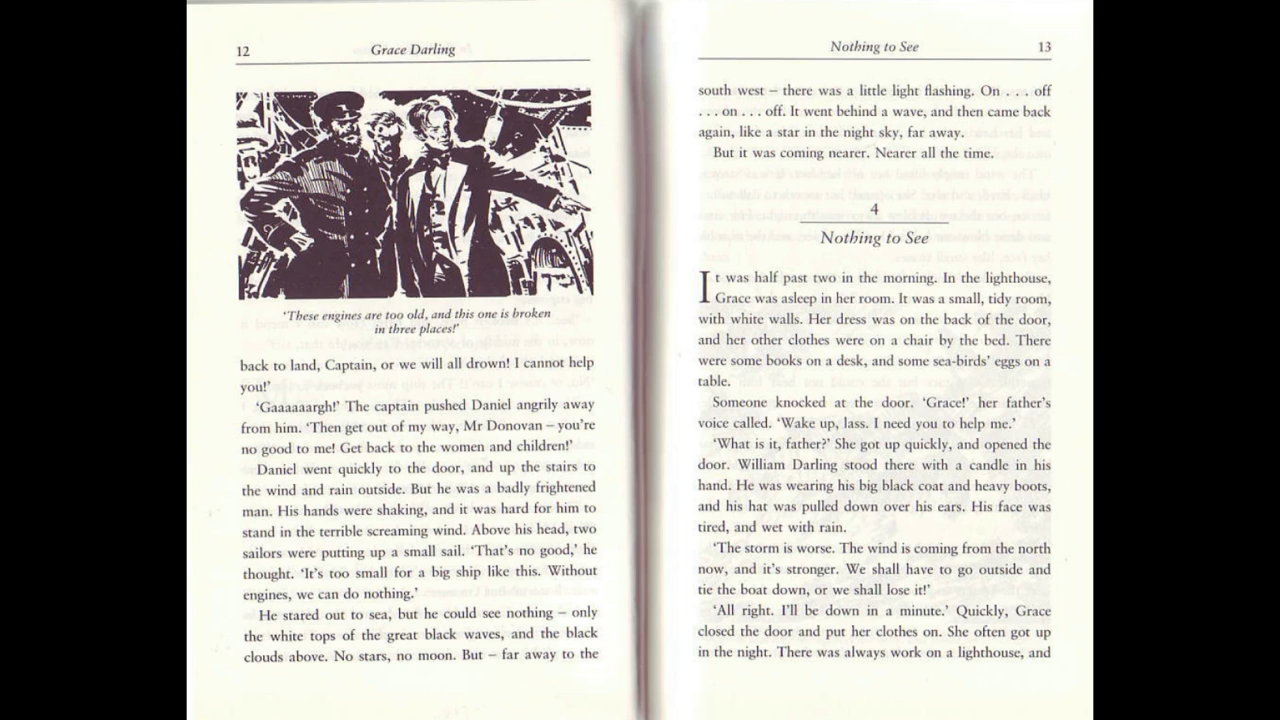 12
Grace Darling
'These engines are too old, and this one is broken
in three places!'
back to land, Captain, or we will all drown! I cannot help
you!'
'Gaaaaaargh!' The captain pushed Daniel angrily away
from him. 'Then get out of my way, Mr Donovan – you're
no good to me! Get back to the women and children!'
Daniel went quickly to the door, and up the stairs to
the wind and rain outside. But he was a badly frightened
man. His hands were shaking, and it was hard for him to
stand in the terrible screaming wind. Above his head, two
sailors were putting up a small sail. 'That's no good,' he
thought. 'It's too small for a big ship like this. Without
engines, we can do nothing.'
He stared out to sea, but he could see nothing – only
the white tops of the great black waves, and the black
clouds above. No stars, no moon. But – far away to the
Nothing to See
13
south west – there was a little light flashing. On . . . off
. . . on . . . off. It went behind a wave, and then came back
again, like a star in the night sky, far away.
But it was coming nearer. Nearer all the time.
4
Nothing to See
It was half past two in the morning. In the lighthouse,
Grace was asleep in her room. It was a small, tidy room,
with white walls. Her dress was on the back of the door,
and her other clothes were on a chair by the bed. There
were some books on a desk, and some sea-birds' eggs on a
table.
Someone knocked at the door. 'Grace!' her father's
voice called. 'Wake up, lass. I need you to help me.'
'What is it, father?' She got up quickly, and opened the
door. William Darling stood there with a candle in his
hand. He was wearing his big black coat and heavy boots,
and his hat was pulled down over his ears. His face was
tired, and wet with rain.
'The storm is worse. The wind is coming from the north
now, and it's stronger. We shall have to go outside and
tie the boat down, or we shall lose it!'
'All right. I'll be down in a minute.' Quickly, Grace
closed the door and put her clothes on. She often got up
in the night. There was always work on a lighthouse, and